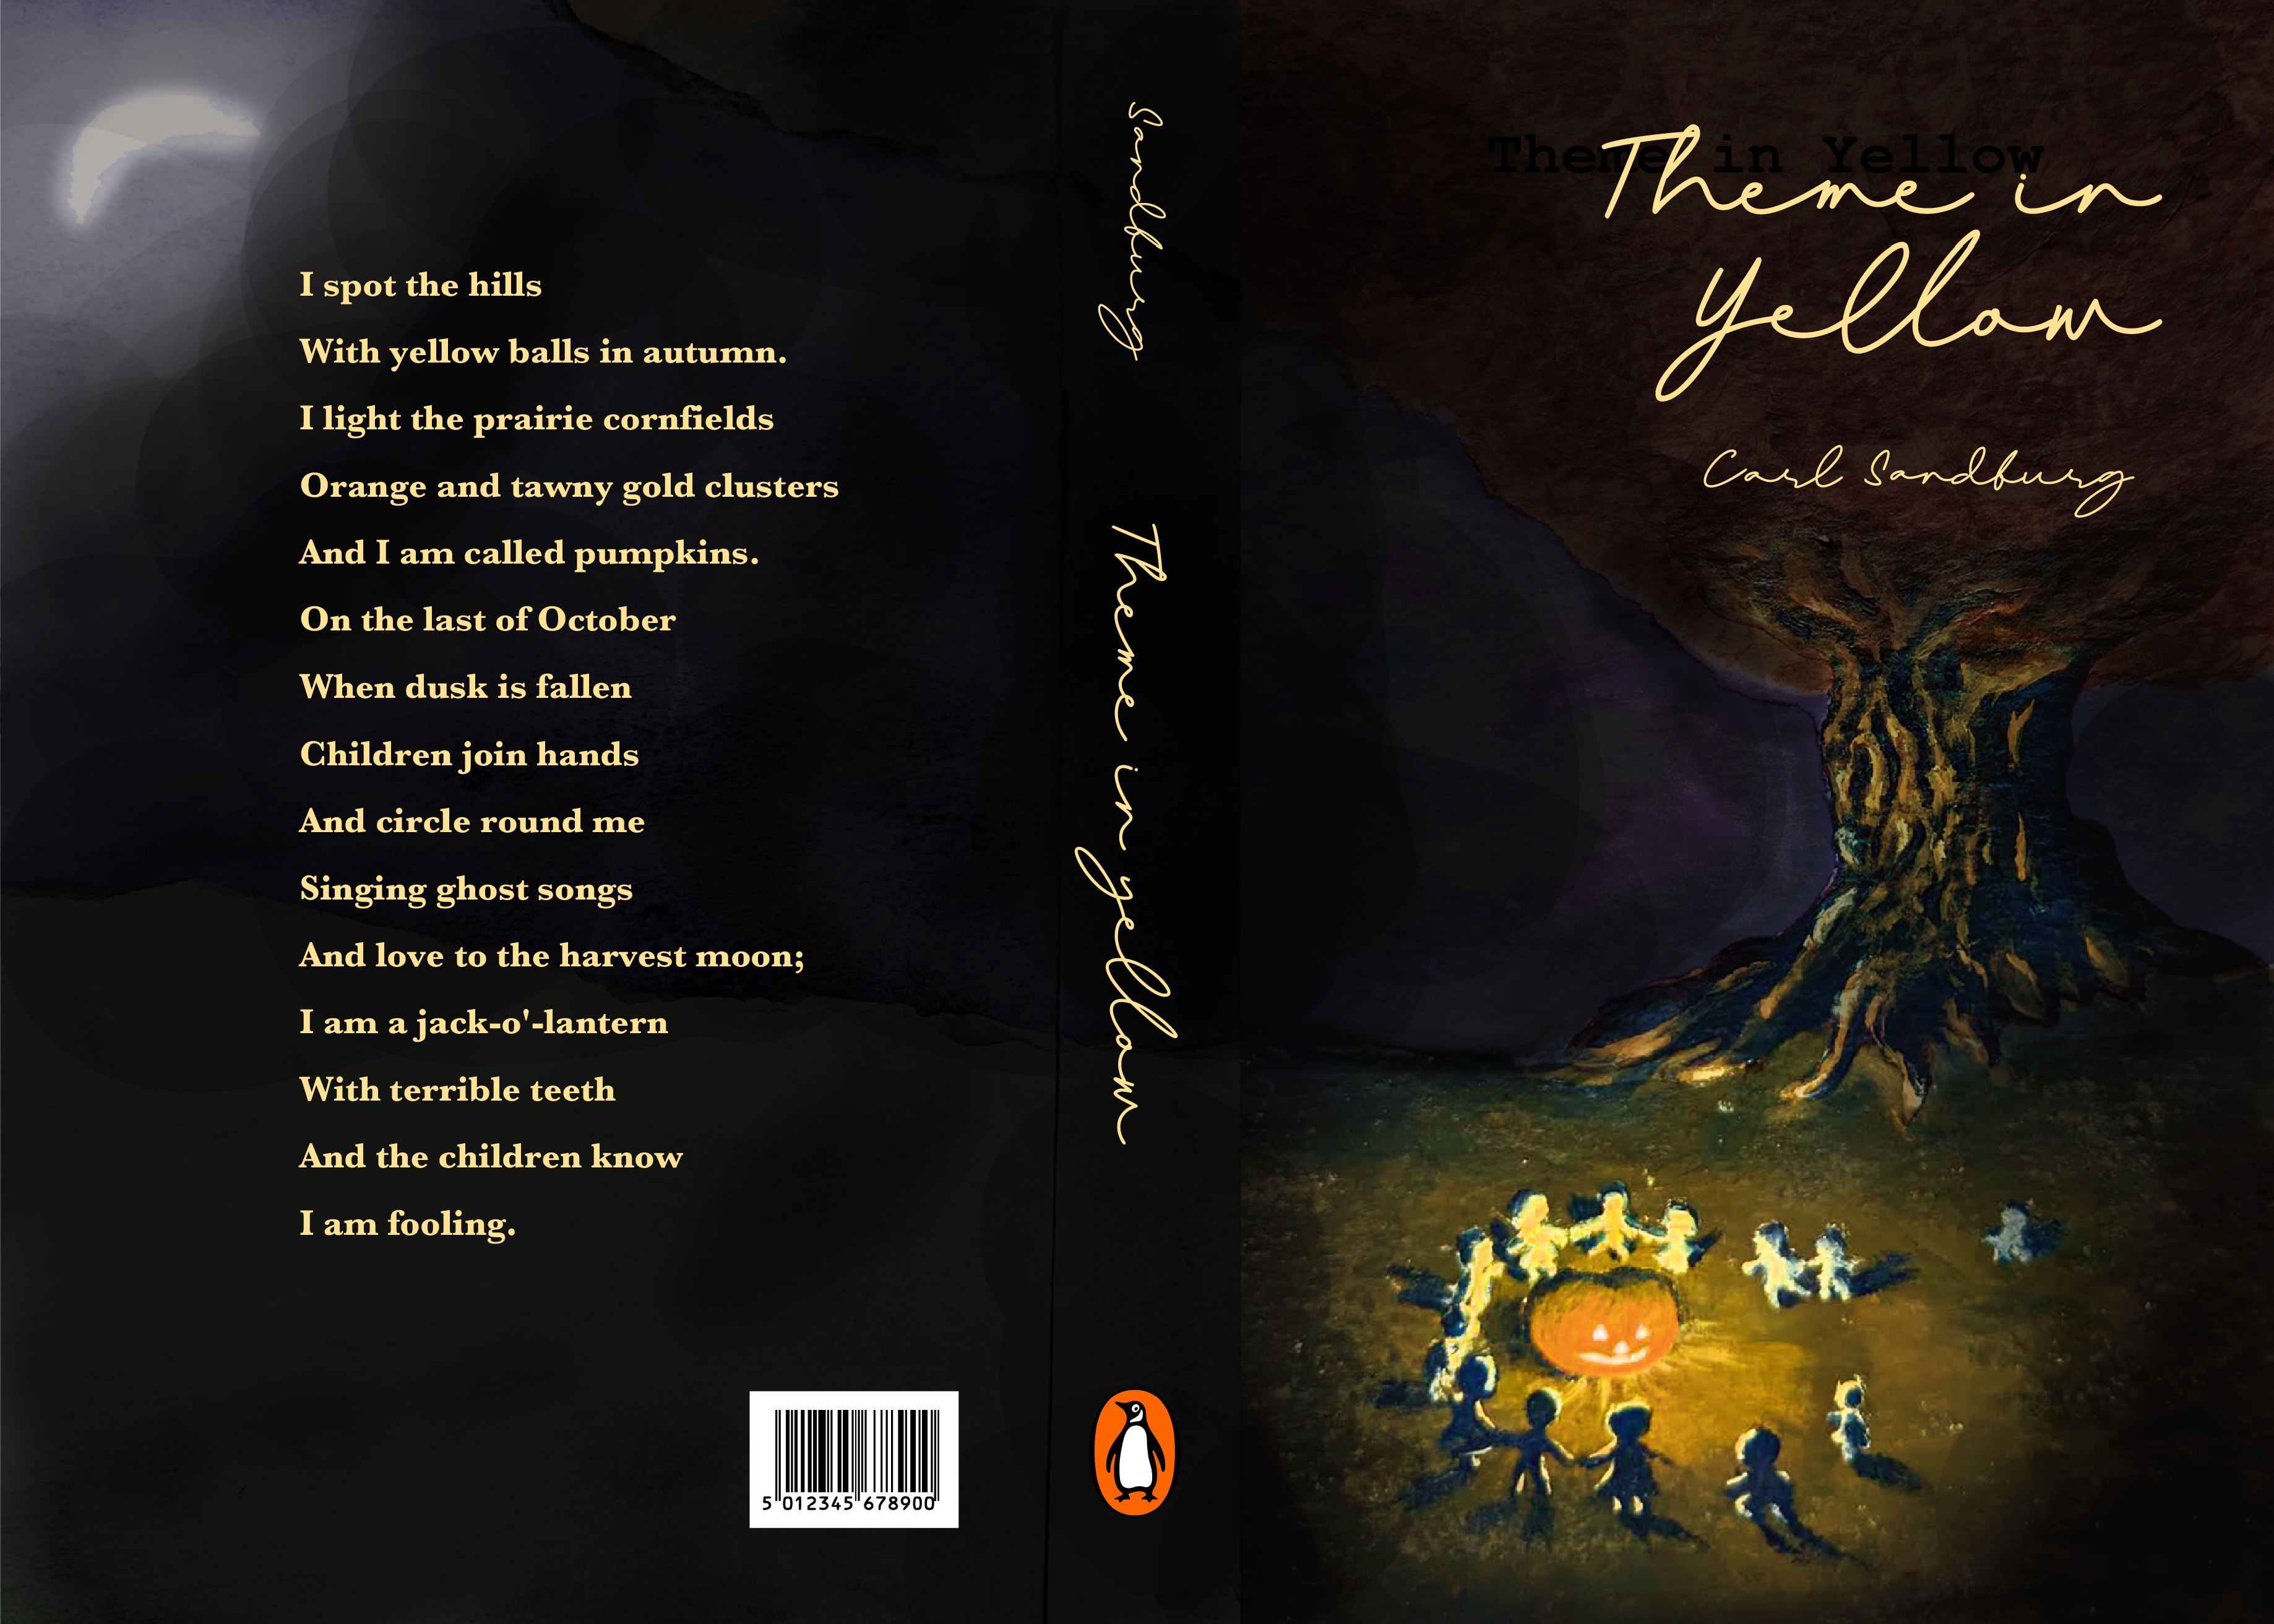 I spot the hills
With yellow balls in autumn.
I light the prairie cornfields
Orange and tawny gold clusters
And I am called pumpkins.
On the last of October
When dusk is fallen
Children join hands
And circle round me
Singing ghost songs
And love to the harvest moon;
I am a jack-o'-lantern
With terrible teeth
And the children know
I am fooling.
5 012345 678900
Sandburg
Theme in yellow
Theme in Yellow
Theme in
Yellow
Carl Sandburg